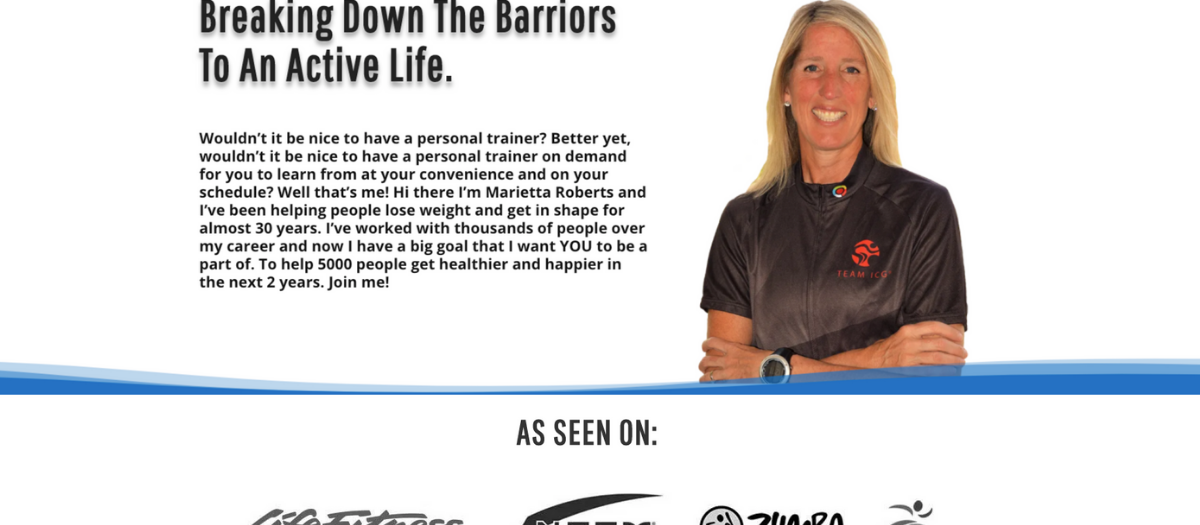 Breaking Down The Barriors
To An Active Life.
Wouldn’t it be nice to have a personal trainer? Better yet,
wouldn’t it be nice to have a personal trainer on demand
for you to learn from at your convenience and on your
schedule? Well that’s me! Hi there I’m Marietta Roberts and
I’ve been helping people lose weight and get in shape for
almost 30 years. I’ve worked with thousands of people over
my career and now I have a big goal that I want YOU to be a
part of. To help 5000 people get healthier and happier in
the next 2 years. Join me!
TEAM ICG
AS SEEN ON:
Life Fitness
ZUMBA